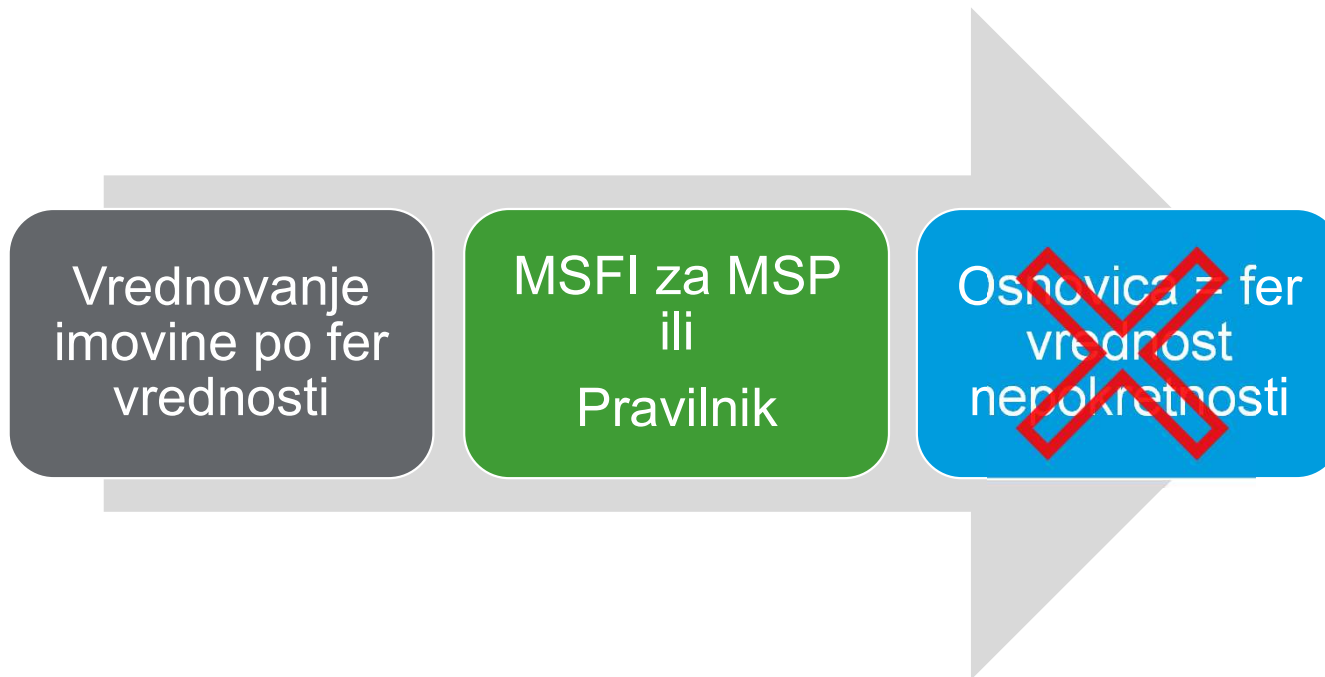 Vrednovanje
imovine po fer
vrednosti
MSFI za MSP
ili
Pravilnik
Osnovica = fer
vrednost
nepokretnosti